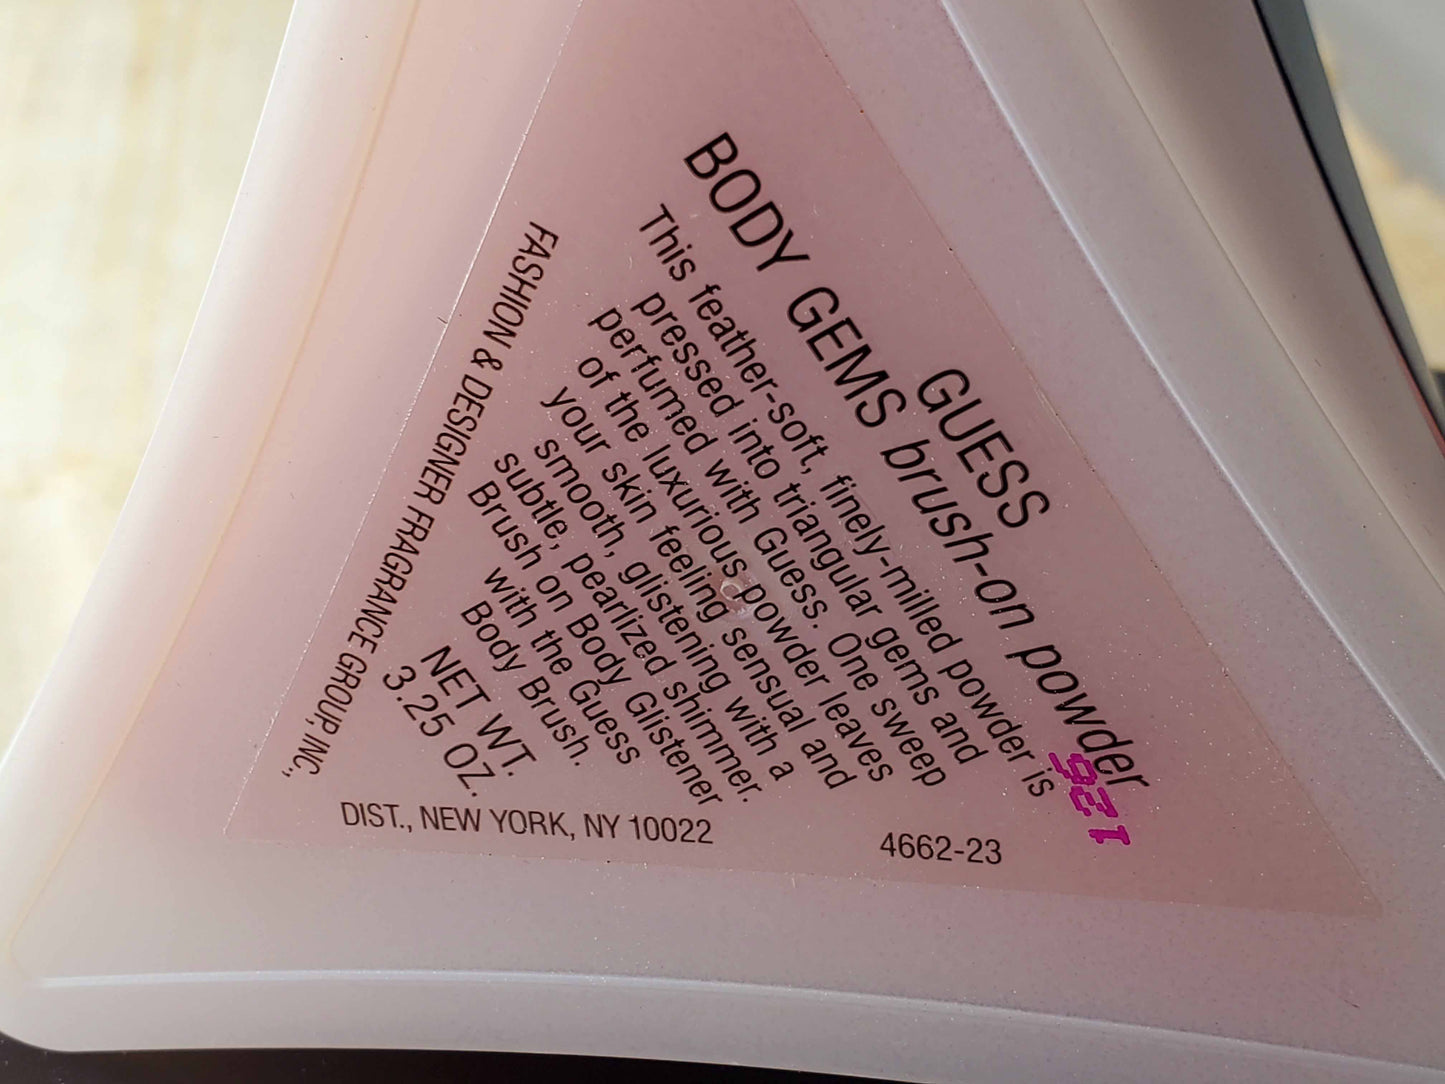 GUESS
BODY GEMS brush-on powder
This feather-soft, finely-milled powder is
pressed into triangular gems and
perfumed with Guess. One sweep
of the luxurious powder leaves
your skin feeling sensual and
smooth, glistening with a
subtle, pearlized shimmer.
Brush on Body Glistener
with the Guess
Body Brush.
NET WT.
3.25 OZ.
FASHION & DESIGNER FRAGRANCE GROUP, INC.,
DIST., NEW YORK, NY 10022
4662-23